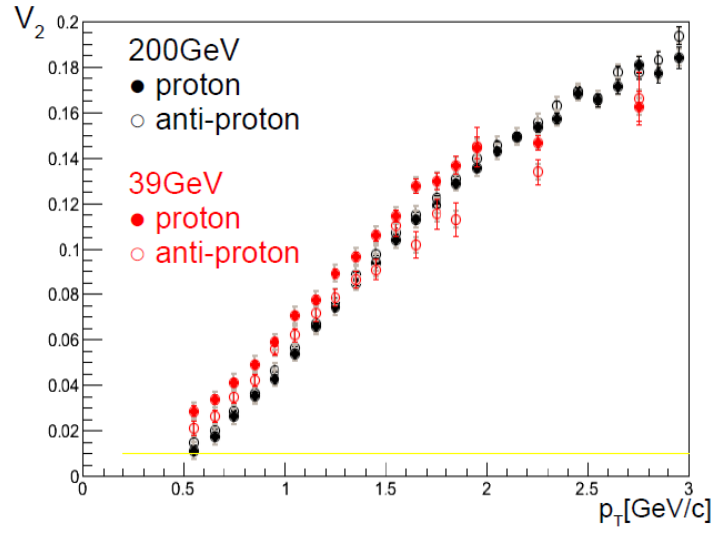 V2
0.2
0.18
0.16
0.14
0.12
0.1
0.08
0.06
0.04
0.02
0
200GeV
● proton
○ anti-proton
39GeV
● proton
○ anti-proton
0 0.5 1 1.5 2 2.5 3
pT[GeV/c]